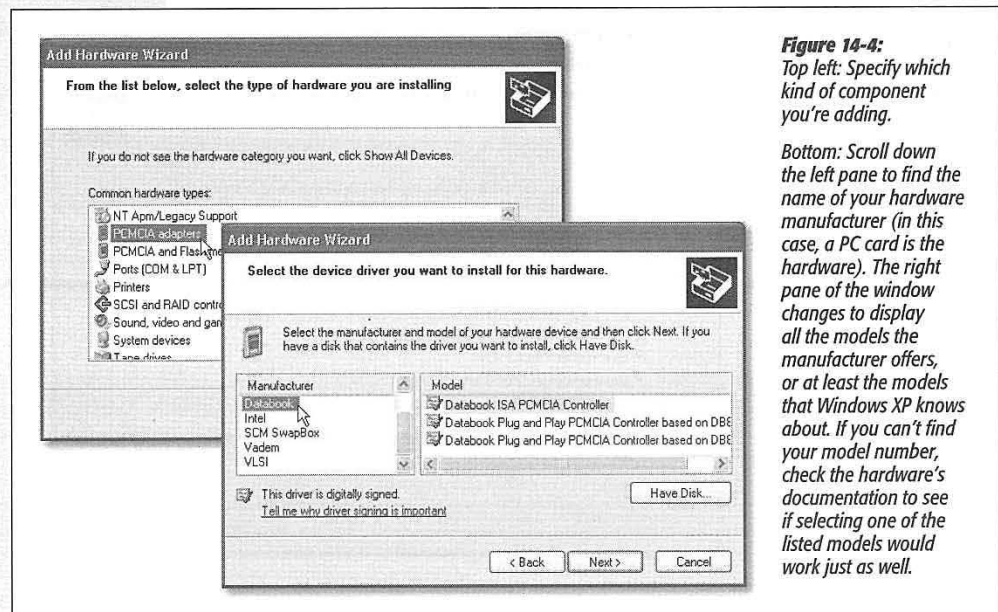 Add Hardware Wizard
From the list below, select the type of hardware you are installing
If you do not see the hardware category you want, click Show All Devices.
Common hardware types:
NT Apm/Legacy Support
PCMCIA adapters
PCMCIA and Flash me
Ports (COM & LPT)
Printers
SCSI and RAID contro
Sound, video and gam
System devices
Tape drives
Add Hardware Wizard
Select the device driver you want to install for this hardware.
Select the manufacturer and model of your hardware device and then click Next. If you
have a disk that contains the driver you want to install, click Have Disk.
Manufacturer
Databook
Intel
SCM SwapBox
Vadem
VLSI
Model
Databook ISA PCMCIA Controller
Databook Plug and Play PCMCIA Controller based on DB8
Databook Plug and Play PCMCIA Controller based on DB8
This driver is digitally signed.
Tell me why driver signing is important
Have Disk...
< Back
Next >
Cancel
Figure 14-4:
Top left: Specify which
kind of component
you're adding.
Bottom: Scroll down
the left pane to find the
name of your hardware
manufacturer (in this
case, a PC card is the
hardware). The right
pane of the window
changes to display
all the models the
manufacturer offers,
or at least the models
that Windows XP knows
about. If you can't find
your model number,
check the hardware's
documentation to see
if selecting one of the
listed models would
work just as well.